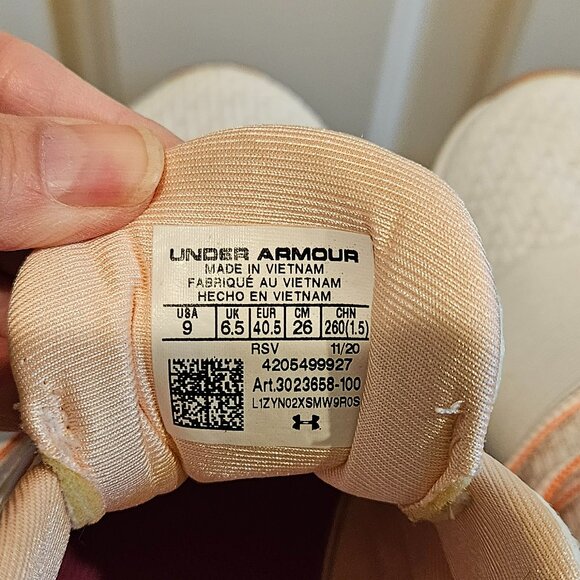 UNDER ARMOUR
MADE IN VIETNAM
FABRIQUÉ AU VIETNAM
HECHO EN VIETNAM
USA UK EUR CM CHN
9 6.5 40.5 26 260(1.5)
RSV 11/20
4205499927
Art.3023658-100
L1ZYN02XSMW9R0S